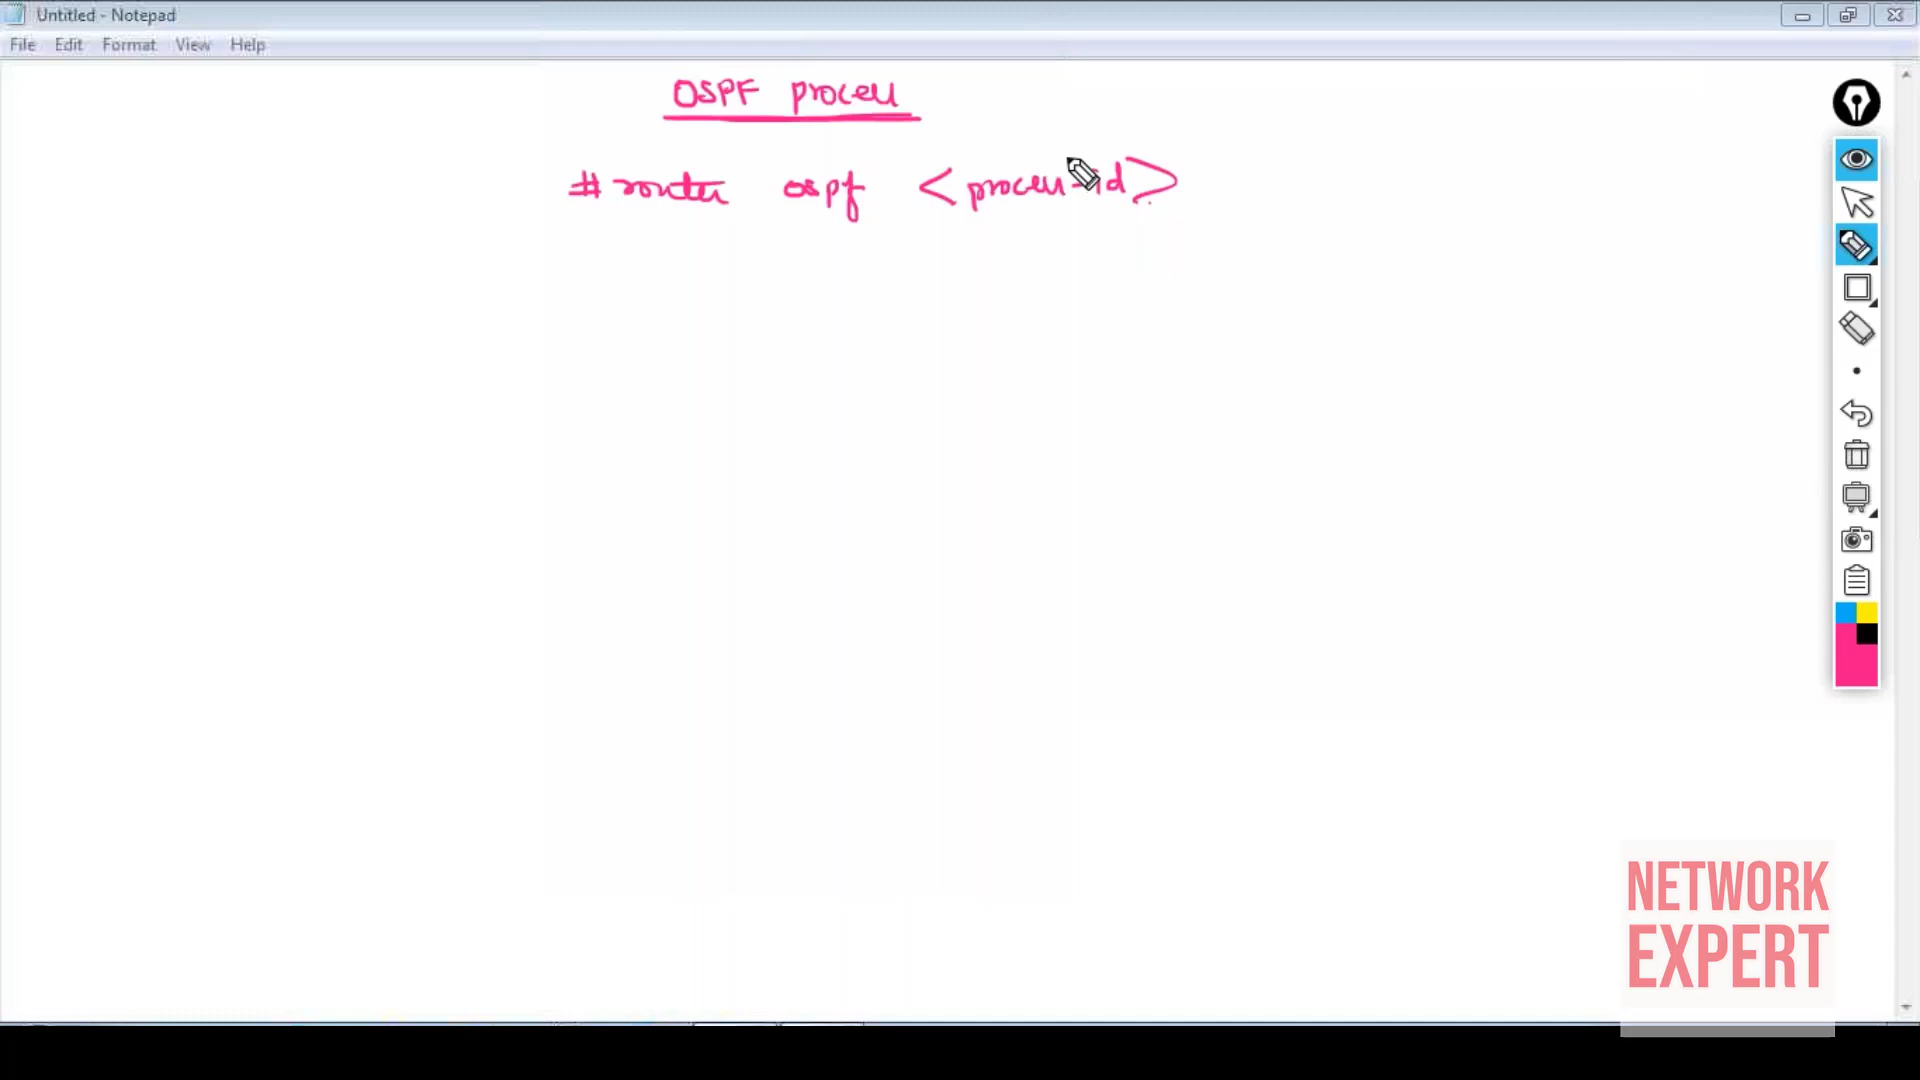 Untitled - Notepad
File Edit Format View Help
OSPF process
#router ospf <process-id>
NETWORK
EXPERT